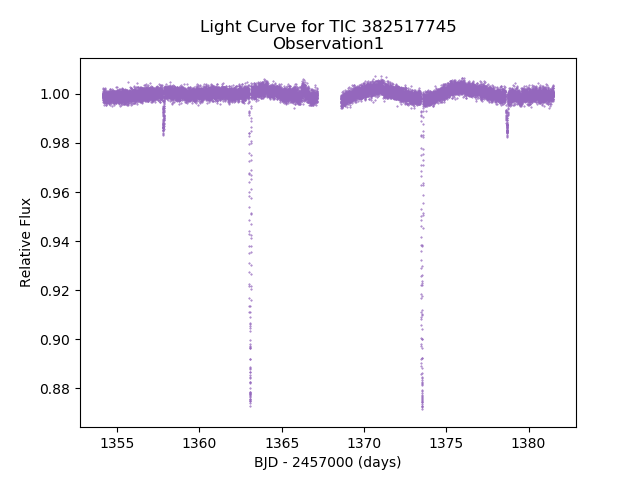 Light Curve for TIC 382517745
Observation1
1.00
0.98
0.96
0.94
0.92
0.90
0.88
Relative Flux
1355 1360 1365 1370 1375 1380
BJD - 2457000 (days)